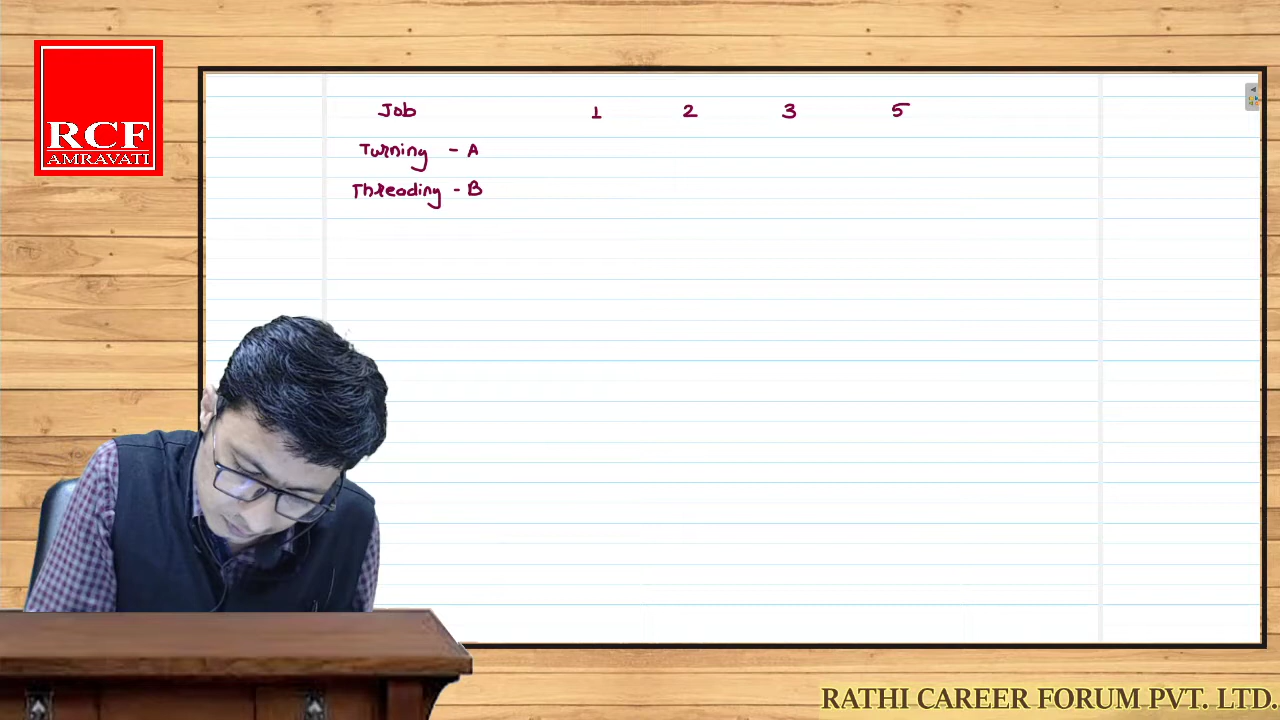 RCF
AMRAVATI
Job 1 2 3 5
Turning - A
Threading - B
RATHI CAREER FORUM PVT. LTD.